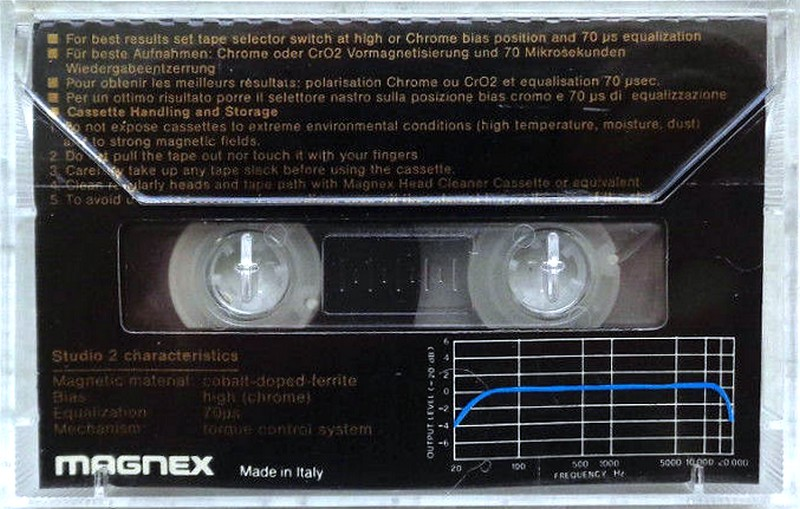 ■ For best results set tape selector switch at high or Chrome bias position and 70 µs equalization
■ Für beste Aufnahmen: Chrome oder CrO2 Vormagnetisierung und 70 Mikrosekunden
Wiedergabeentzerrung
■ Pour obtenir les meilleurs résultats: polarisation Chrome ou CrO2 et equalisation 70 µsec.
■ Per un ottimo risultato porre il selettore nastro sulla posizione bias cromo e 70 µs di equalizzazione
■ Cassette Handling and Storage
Do not expose cassettes to extreme environmental conditions (high temperature, moisture, dust)
to strong magnetic fields.
2. Do not pull the tape out nor touch it with your fingers
3. take up any tape slack before using the cassette.
4. Clean regularly heads and tape path with Magnex Head Cleaner Cassette or equivalent
5. To avoid
Studio 2 characteristics
Magnetic material: cobalt-doped-ferrite
Bias high (chrome)
Equalization 70µs
Mechanism: torque control system
OUTPUT LEVEL (-20 dB)
6
4
2
0
-2
-4
-6
20 100 500 1000 5000 10 000 20 000
FREQUENCY Hz
MAGNEX Made in Italy